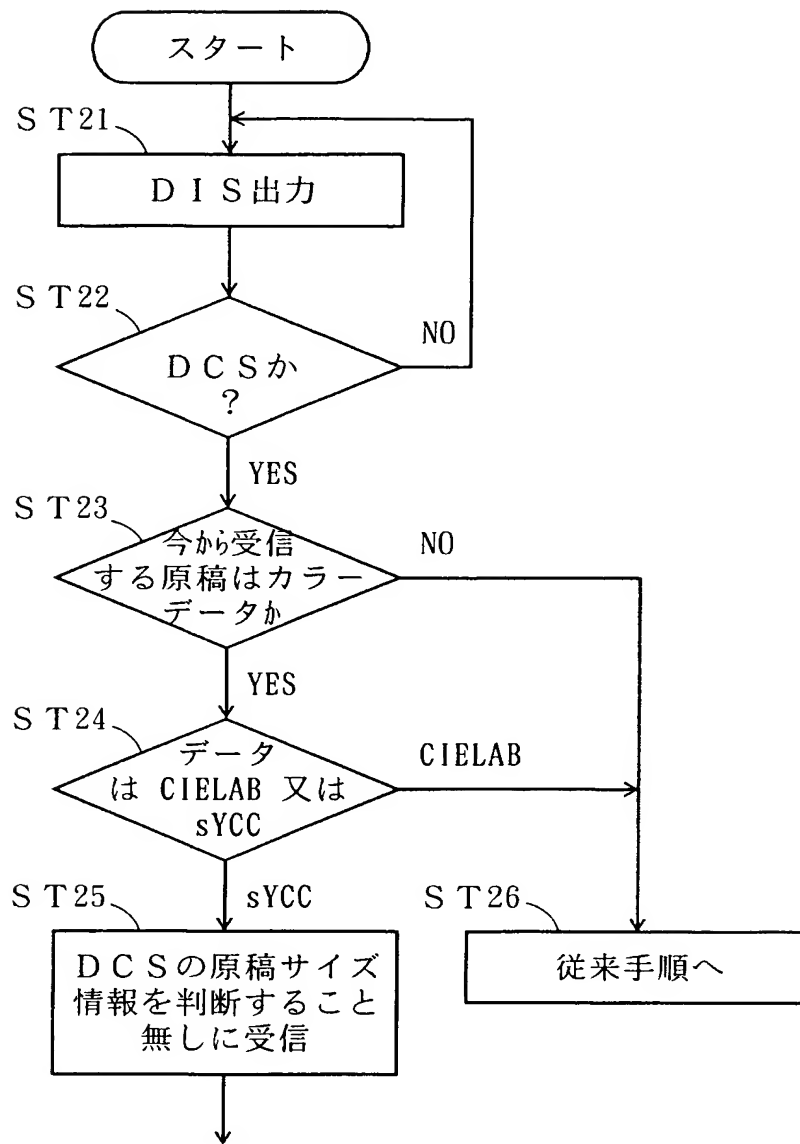 スタート
ST21
DIS出力
ST22
DCSか
?
NO
YES
ST23
今から受信
する原稿はカラー
データか
NO
YES
ST24
データ
は CIELAB 又は
sYCC
CIELAB
sYCC
ST25
DCSの原稿サイズ
情報を判断すること
無しに受信
ST26
従来手順へ